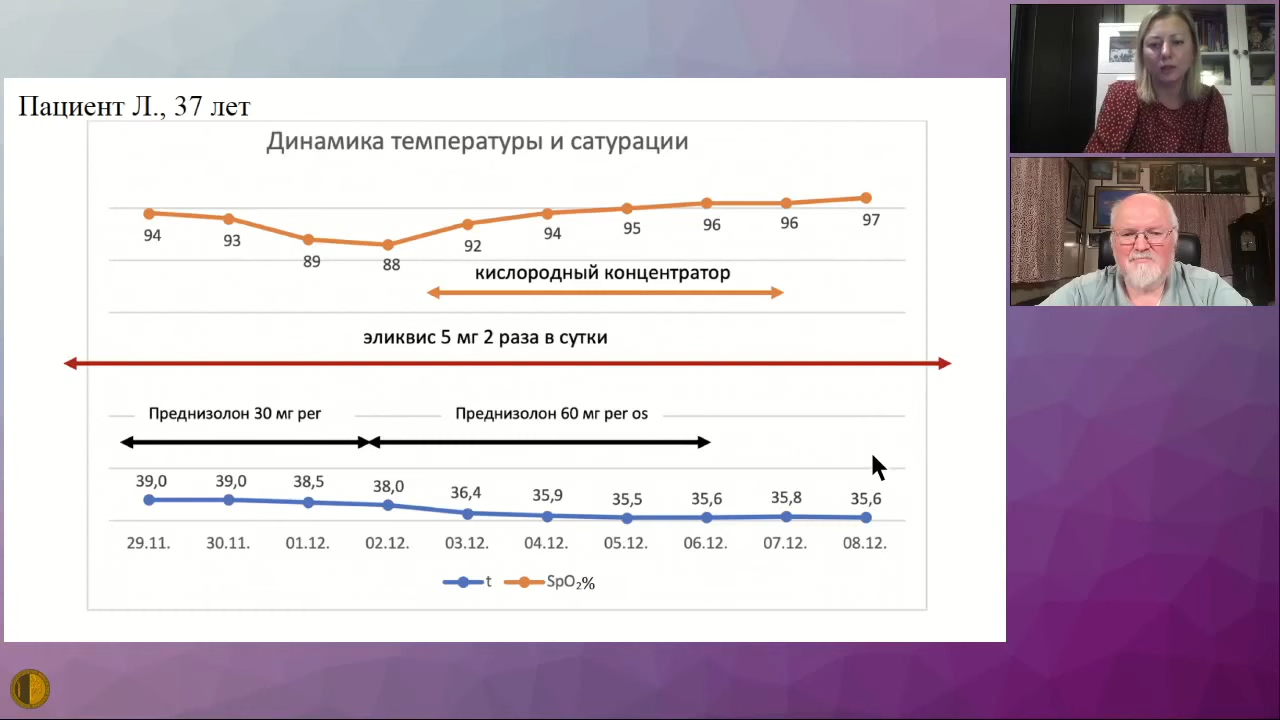 Пациент Л., 37 лет
Динамика температуры и сатурации
94 93 89 88 92 94 95 96 96 97
кислородный концентратор
эликвис 5 мг 2 раза в сутки
Преднизолон 30 мг per Преднизолон 60 мг per os
39,0 39,0 38,5 38,0 36,4 35,9 35,5 35,6 35,8 35,6
29.11. 30.11. 01.12. 02.12. 03.12. 04.12. 05.12. 06.12. 07.12. 08.12.
t SpO₂%